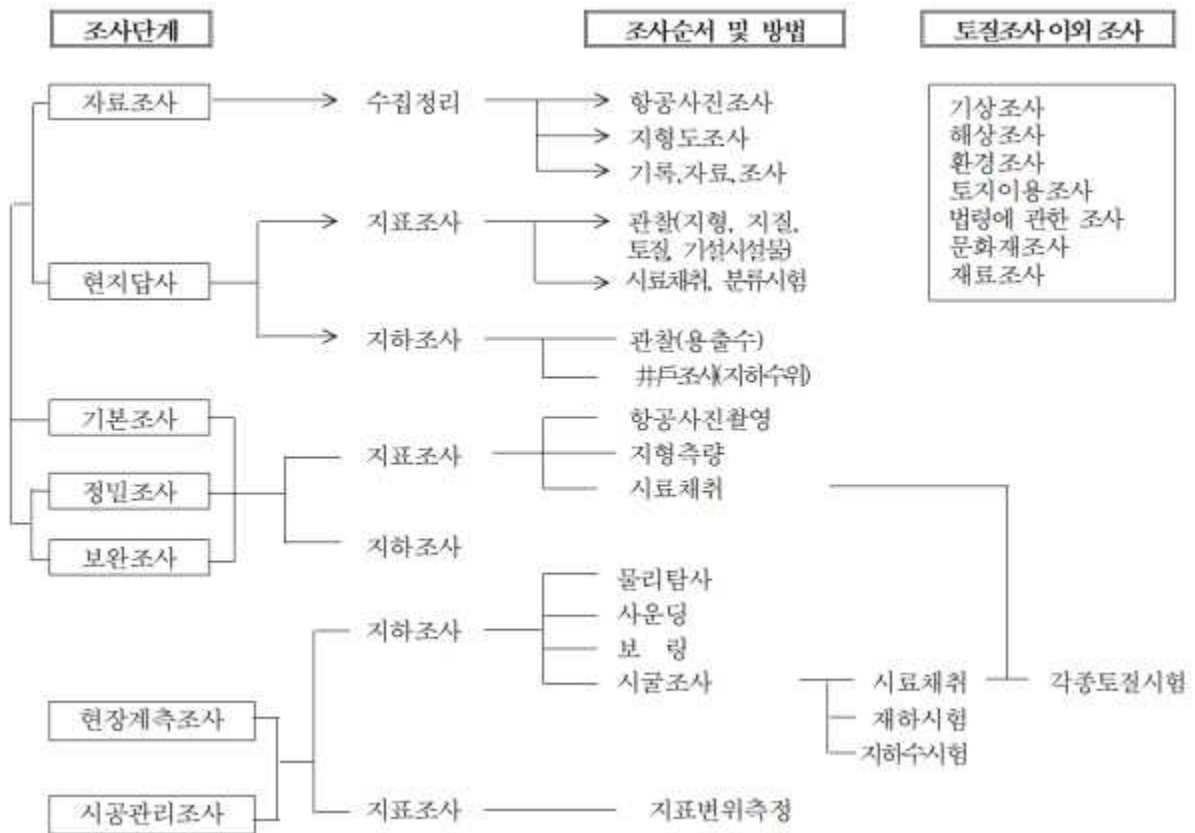 조사단계
조사순서 및 방법
토질조사 이외 조사
자료조사
수집정리
항공사진조사
지형도조사
기록,자료,조사
기상조사
해상조사
환경조사
토지이용조사
법령에 관한 조사
문화재조사
재료조사
현지답사
지표조사
관찰(지형, 지질,
토질, 기설시설물)
시료채취, 분류시험
지하조사
관찰(용출수)
井戶조사(지하수위)
기본조사
정밀조사
보완조사
지표조사
항공사진촬영
지형측량
시료채취
지하조사
지하조사
물리탐사
사운딩
보 링
시굴조사
시료채취
각종토질시험
재하시험
지하수시험
현장계측조사
시공관리조사
지표조사
지표변위측정